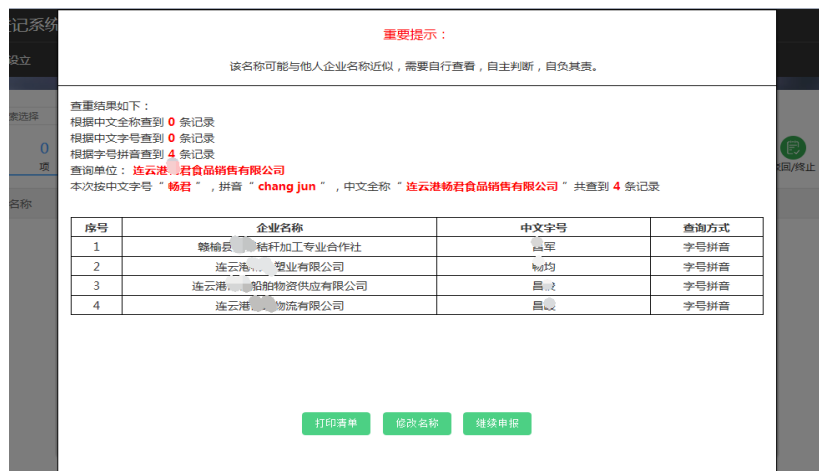 记系统
重要提示：
设立
该名称可能与他人企业名称近似，需要自行查看，自主判断，自负其责。
查重结果如下：
索选择
根据中文全称查到 0 条记录
根据中文字号查到 0 条记录
0
根据字号拼音查到 4 条记录
项
查询单位： 连云港 君食品销售有限公司
回/终止
本次按中文字号 “ 畅君 ” ，拼音 “ chang jun ” ，中文全称 “ 连云港畅君食品销售有限公司 ” 共查到 4 条记录
名称
序号 企业名称 中文字号 查询方式
1 赣榆县 秸秆加工专业合作社 军 字号拼音
2 连云港 塑业有限公司 均 字号拼音
3 连云港 船舶物资供应有限公司 昌 字号拼音
4 连云港 物流有限公司 昌 字号拼音
打印清单 修改名称 继续申报